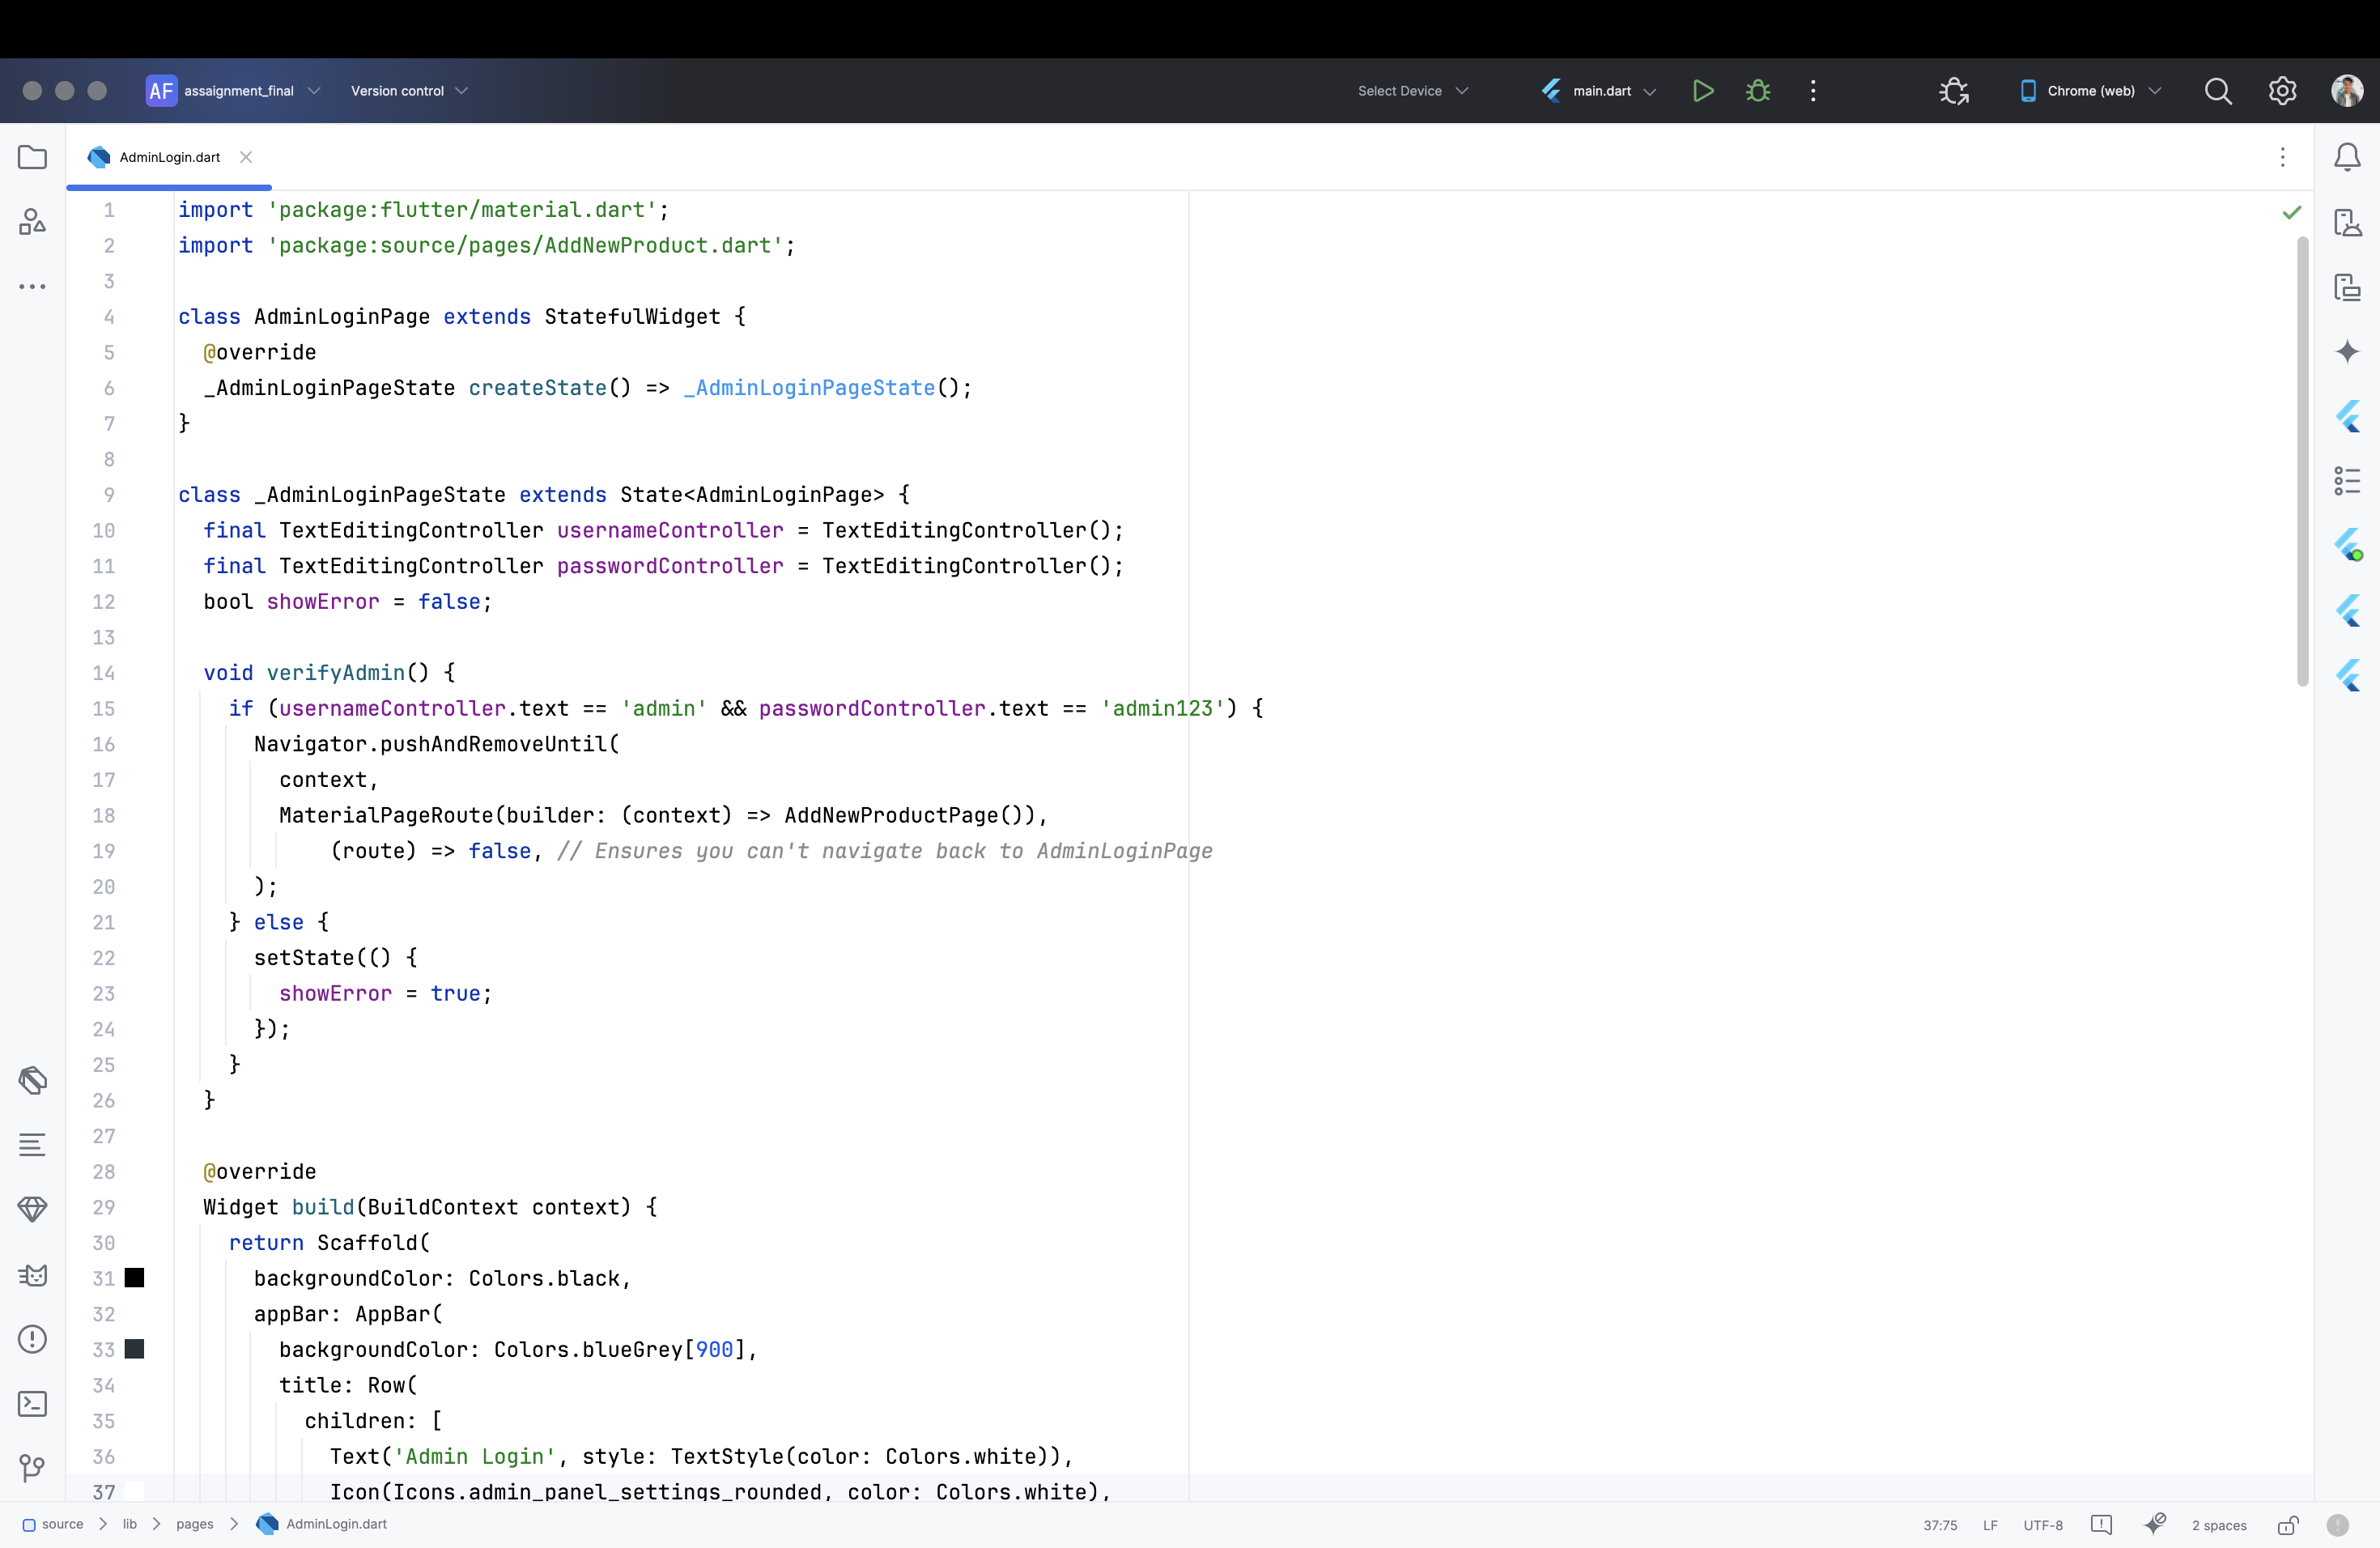 AF assaignment_final Version control Select Device main.dart Chrome (web)
AdminLogin.dart
1 import 'package:flutter/material.dart';
2 import 'package:source/pages/AddNewProduct.dart';
3
4 class AdminLoginPage extends StatefulWidget {
5 @override
6 _AdminLoginPageState createState() => _AdminLoginPageState();
7 }
8
9 class _AdminLoginPageState extends State<AdminLoginPage> {
10 final TextEditingController usernameController = TextEditingController();
11 final TextEditingController passwordController = TextEditingController();
12 bool showError = false;
13
14 void verifyAdmin() {
15 if (usernameController.text == 'admin' && passwordController.text == 'admin123') {
16 Navigator.pushAndRemoveUntil(
17 context,
18 MaterialPageRoute(builder: (context) => AddNewProductPage()),
19 (route) => false, // Ensures you can't navigate back to AdminLoginPage
20 );
21 } else {
22 setState(() {
23 showError = true;
24 });
25 }
26 }
27
28 @override
29 Widget build(BuildContext context) {
30 return Scaffold(
31 backgroundColor: Colors.black,
32 appBar: AppBar(
33 backgroundColor: Colors.blueGrey[900],
34 title: Row(
35 children: [
36 Text('Admin Login', style: TextStyle(color: Colors.white)),
37 Icon(Icons.admin_panel_settings_rounded, color: Colors.white),
source > lib > pages > AdminLogin.dart 37:75 LF UTF-8 2 spaces